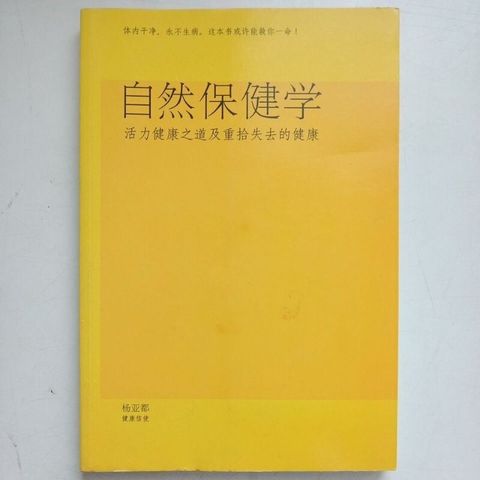 体内干净，永不生病。这本书或许能救你一命！
自然保健学
活力健康之道及重拾失去的健康
杨亚都
健康信使